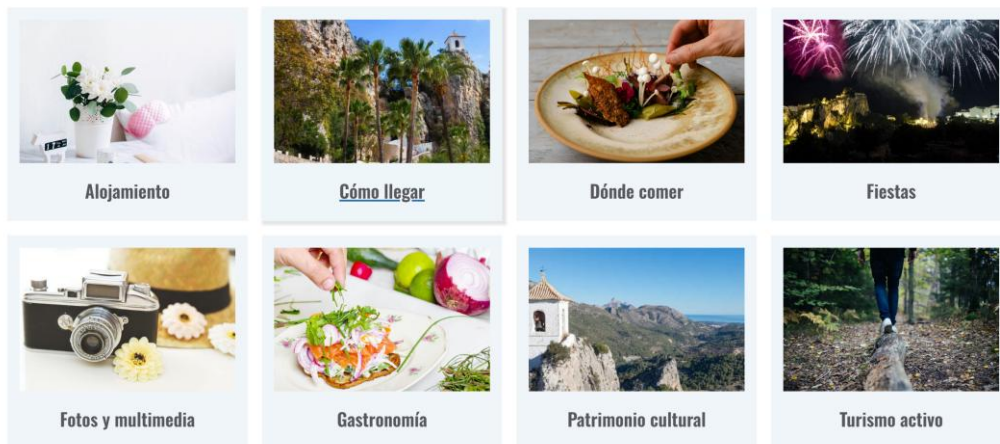 Alojamiento
Cómo llegar
Dónde comer
Fiestas
Fotos y multimedia
Gastronomía
Patrimonio cultural
Turismo activo